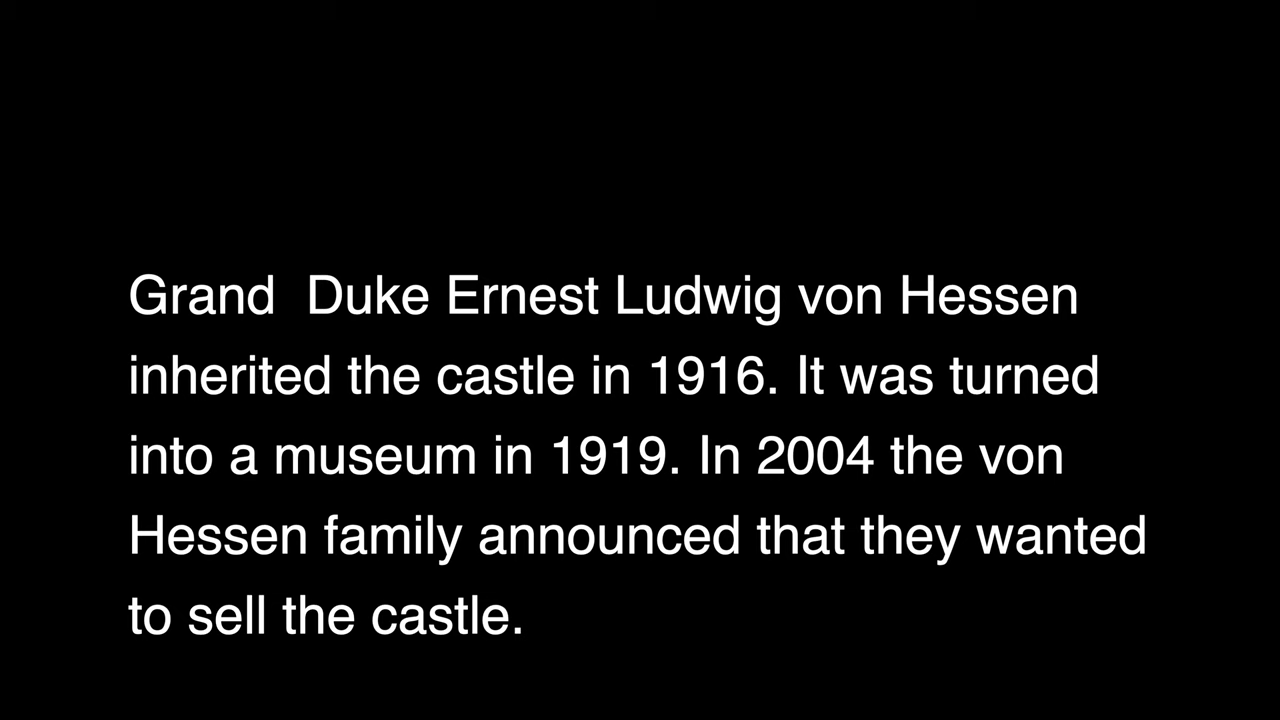 Grand  Duke Ernest Ludwig von Hessen
inherited the castle in 1916. It was turned
into a museum in 1919. In 2004 the von
Hessen family announced that they wanted
to sell the castle.